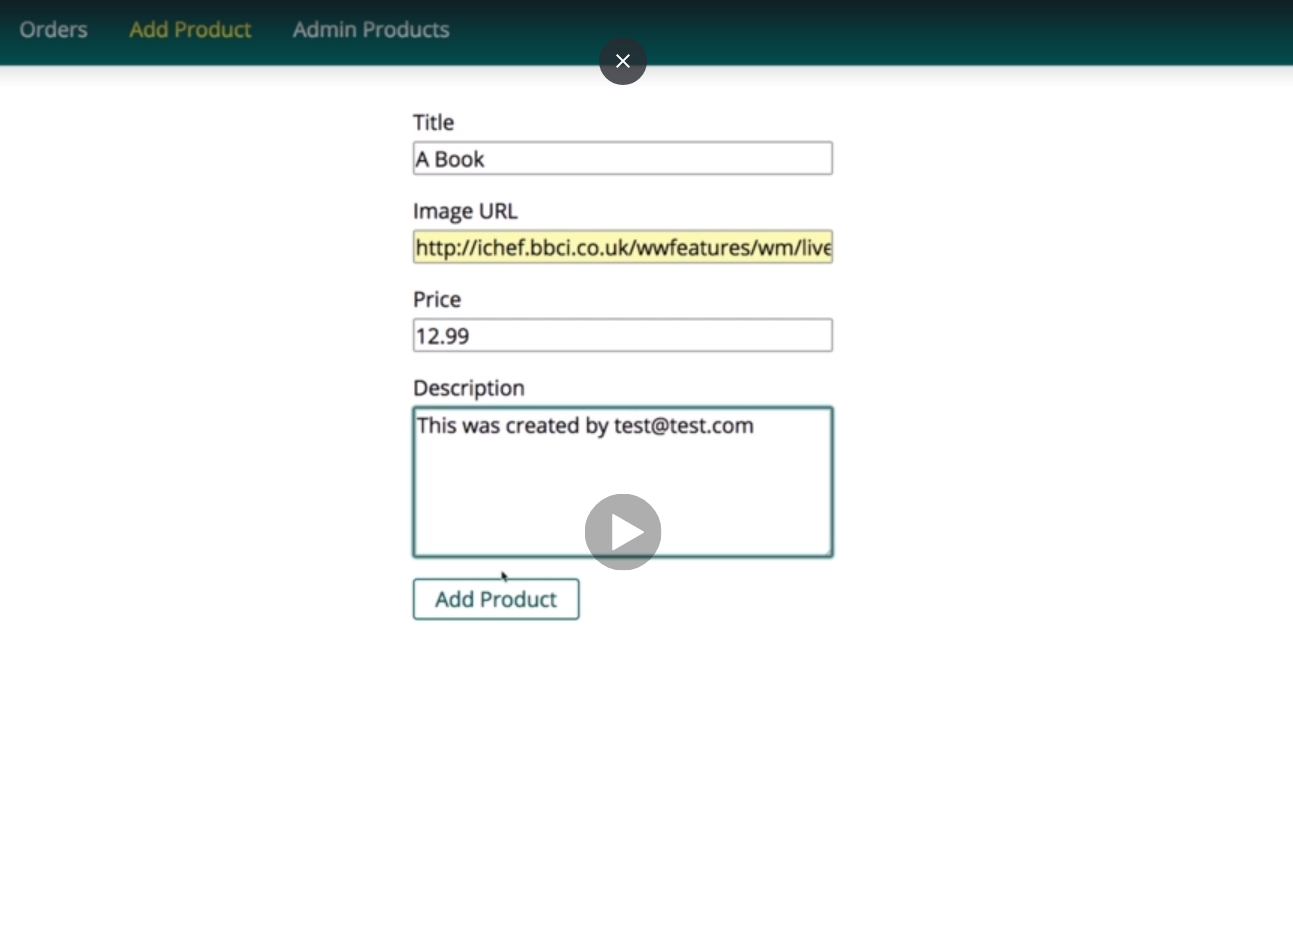 Orders Add Product Admin Products
Title
A Book
Image URL
http://ichef.bbci.co.uk/wwfeatures/wm/live
Price
12.99
Description
This was created by test@test.com
Add Product